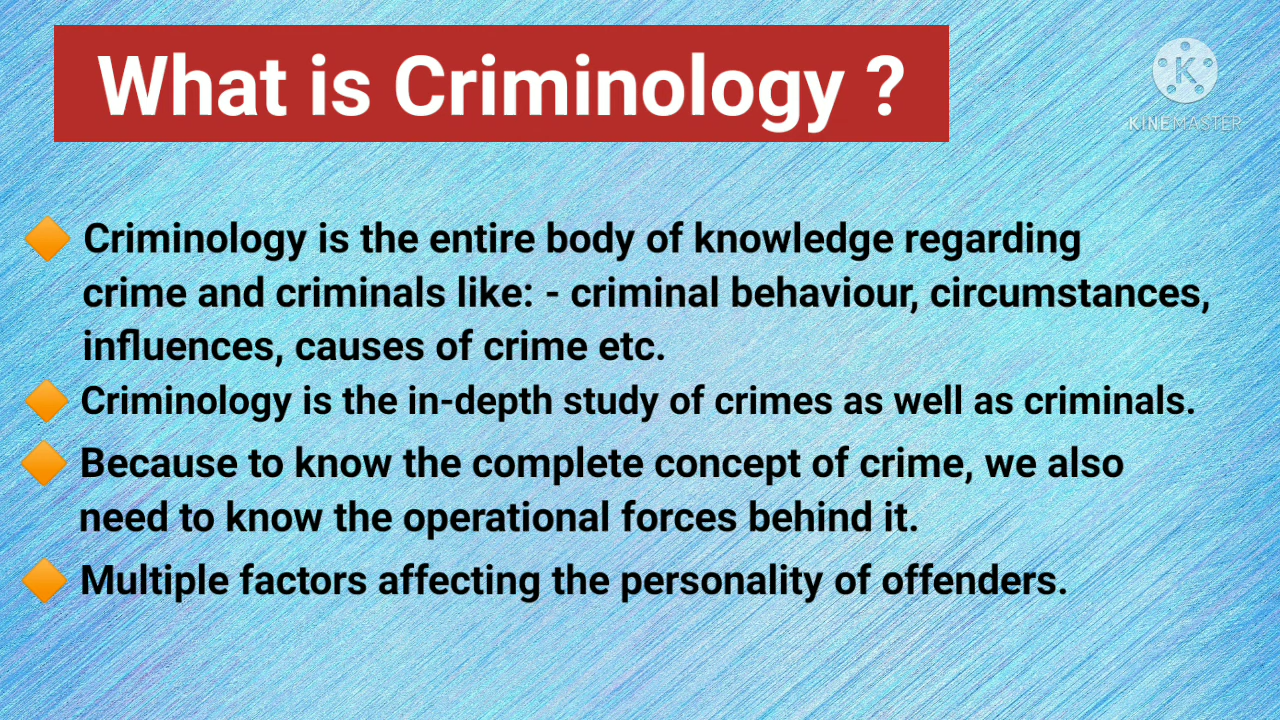 What is Criminology ?
K
KINEMASTER
🔶 Criminology is the entire body of knowledge regarding
crime and criminals like: - criminal behaviour, circumstances,
influences, causes of crime etc.
🔶 Criminology is the in-depth study of crimes as well as criminals.
🔶 Because to know the complete concept of crime, we also
need to know the operational forces behind it.
🔶 Multiple factors affecting the personality of offenders.